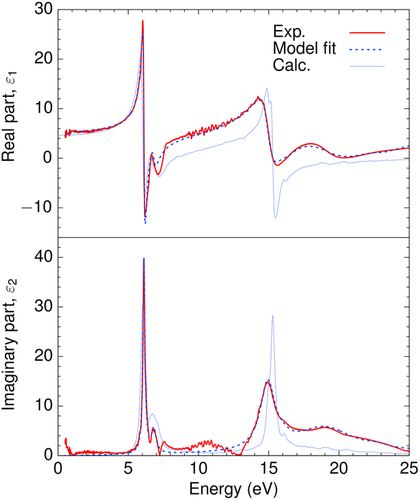 30
20
10
0
−10
Real part, ε₁
Exp.
Model fit
Calc.
40
30
20
10
0
Imaginary part, ε₂
0 5 10 15 20 25
Energy (eV)